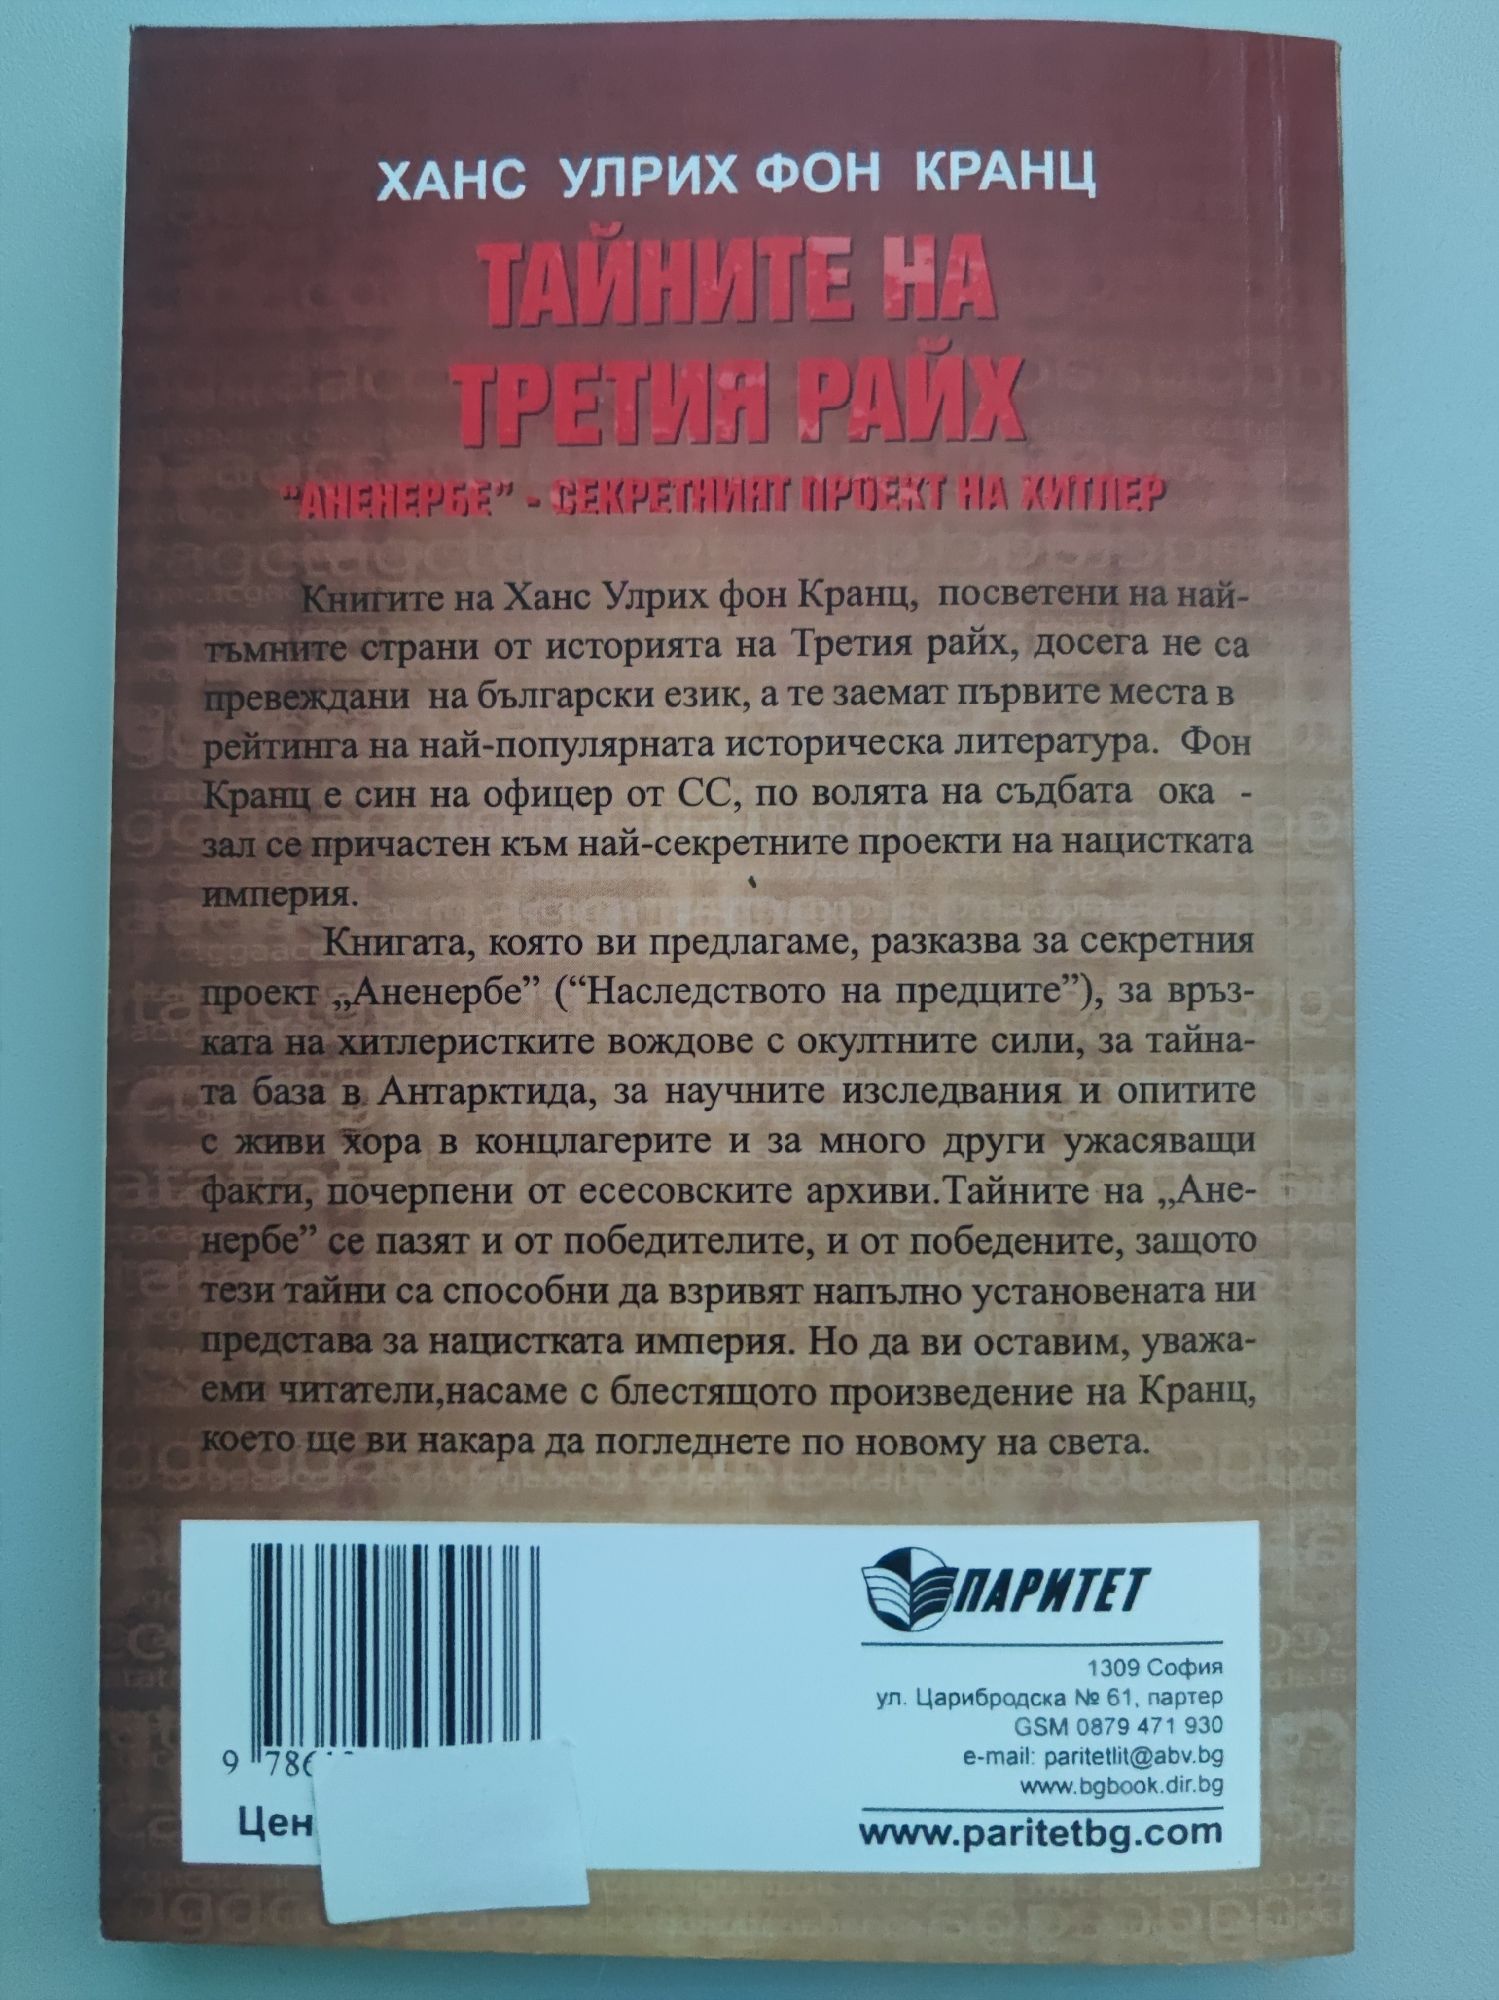 ХАНС УЛРИХ ФОН КРАНЦ
ТАЙНИТЕ НА
ТРЕТИЯ РАЙХ
"АНЕНЕРБЕ" - СЕКРЕТНИЯТ ПРОЕКТ НА ХИТЛЕР
Книгите на Ханс Улрих фон Кранц, посветени на най-
тъмните страни от историята на Третия райх, досега не са
превеждани на български език, а те заемат първите места в
рейтинга на най-популярната историческа литература. Фон
Кранц е син на офицер от СС, по волята на съдбата ока -
зал се причастен към най-секретните проекти на нацистката
империя.
Книгата, която ви предлагаме, разказва за секретния
проект „Аненербе” (“Наследството на предците”), за връз-
ката на хитлеристките вождове с окултните сили, за тайна-
та база в Антарктида, за научните изследвания и опитите
с живи хора в концлагерите и за много други ужасяващи
факти, почерпени от есесовските архиви.Тайните на „Ане-
нербе” се пазят и от победителите, и от победените, защото
тези тайни са способни да взривят напълно установената ни
представа за нацистката империя. Но да ви оставим, уважа-
еми читатели,насаме с блестящото произведение на Кранц,
което ще ви накара да погледнете по новому на света.
ПАРИТЕТ
1309 София
ул. Царибродска № 61, партер
GSM 0879 471 930
e-mail: paritetlit@abv.bg
www.bgbook.dir.bg
www.paritetbg.com
9 786
Цен